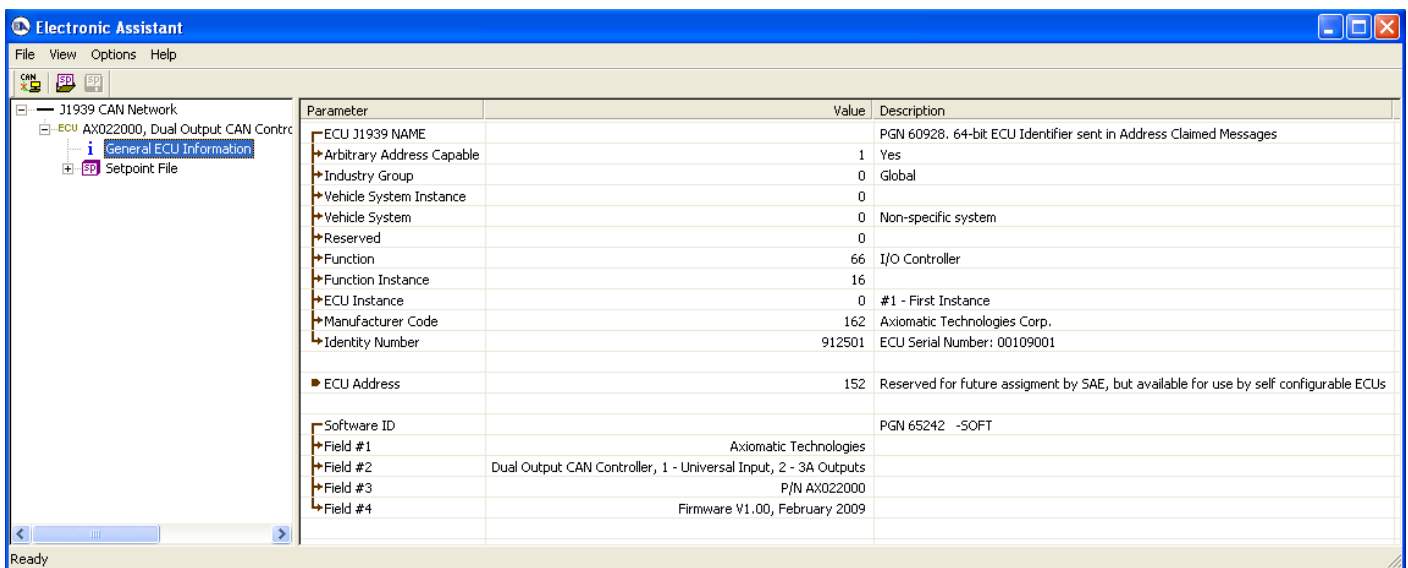 Electronic Assistant
File View Options Help
CAN SP SP
J1939 CAN Network
ECU AX022000, Dual Output CAN Contrc
i General ECU Information
SP Setpoint File
Parameter Value Description
ECU J1939 NAME PGN 60928. 64-bit ECU Identifier sent in Address Claimed Messages
Arbitrary Address Capable 1 Yes
Industry Group 0 Global
Vehicle System Instance 0
Vehicle System 0 Non-specific system
Reserved 0
Function 66 I/O Controller
Function Instance 16
ECU Instance 0 #1 - First Instance
Manufacturer Code 162 Axiomatic Technologies Corp.
Identity Number 912501 ECU Serial Number: 00109001
ECU Address 152 Reserved for future assigment by SAE, but available for use by self configurable ECUs
Software ID PGN 65242 -SOFT
Field #1 Axiomatic Technologies
Field #2 Dual Output CAN Controller, 1 - Universal Input, 2 - 3A Outputs
Field #3 P/N AX022000
Field #4 Firmware V1.00, February 2009
Ready